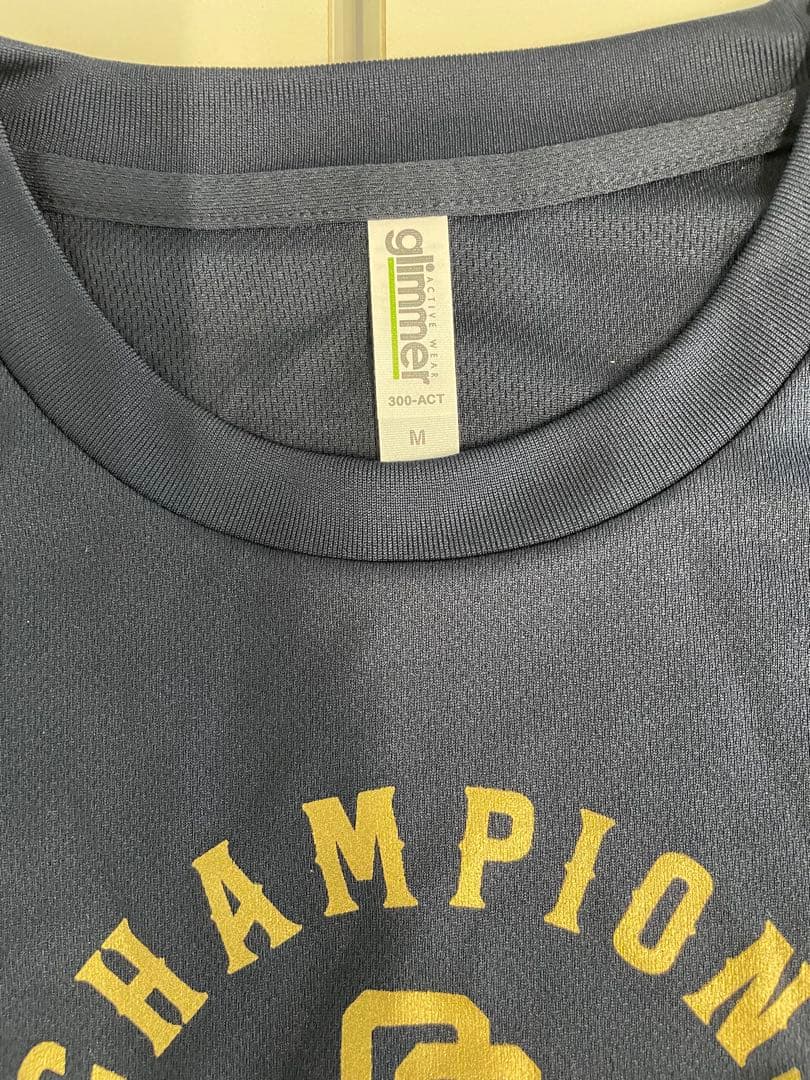 glimmer
ACTIVE WEAR
300-ACT
M
CHAMPION